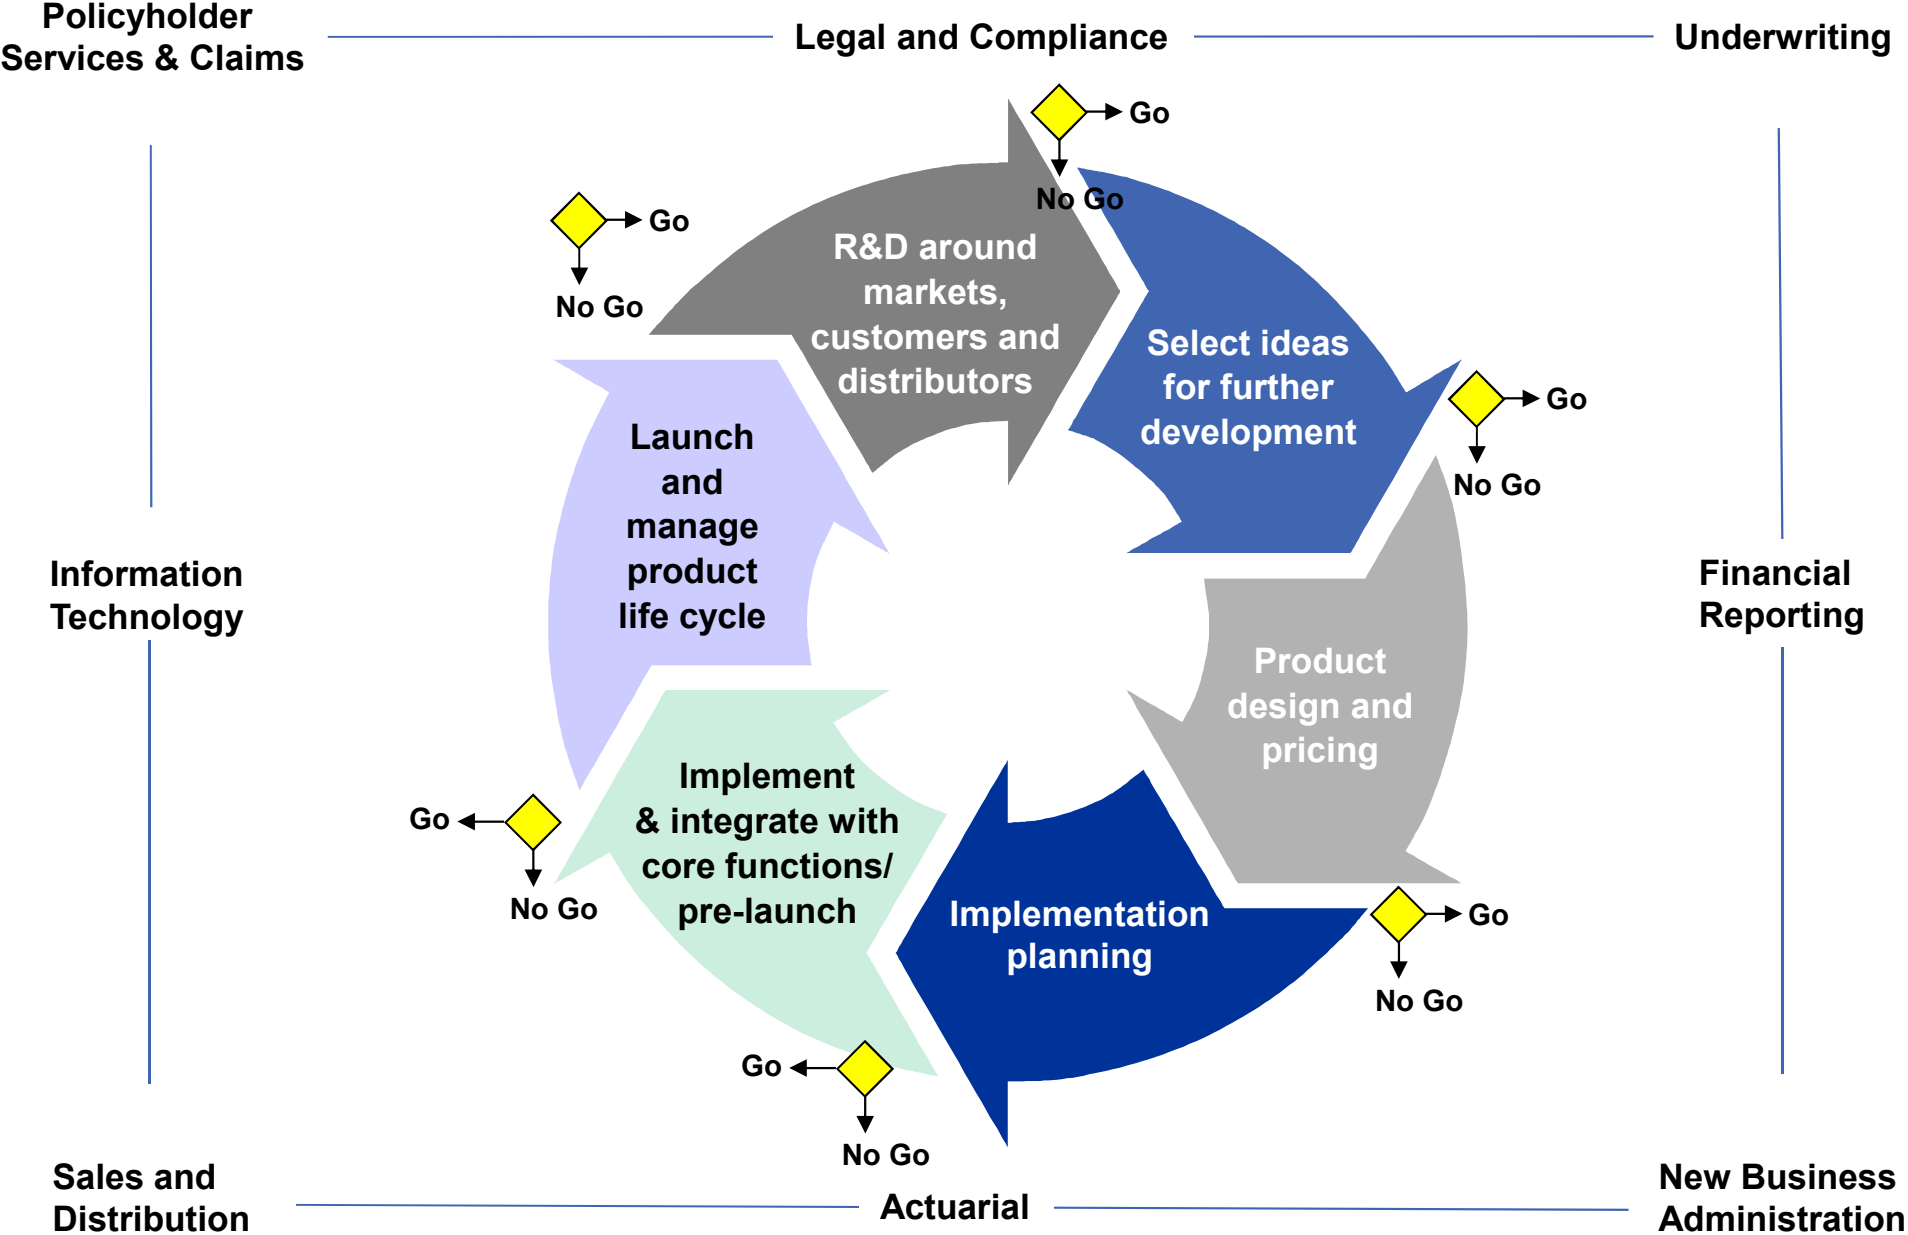 Policyholder
Services & Claims
Legal and Compliance
Underwriting
Go
No Go
Go
No Go
R&D around
markets,
customers and
distributors
Select ideas
for further
development
Go
No Go
Launch
and
manage
product
life cycle
Information
Technology
Financial
Reporting
Product
design and
pricing
Implement
& integrate with
core functions/
pre-launch
Go
No Go
Implementation
planning
Go
No Go
Go
No Go
Sales and
Distribution
Actuarial
New Business
Administration